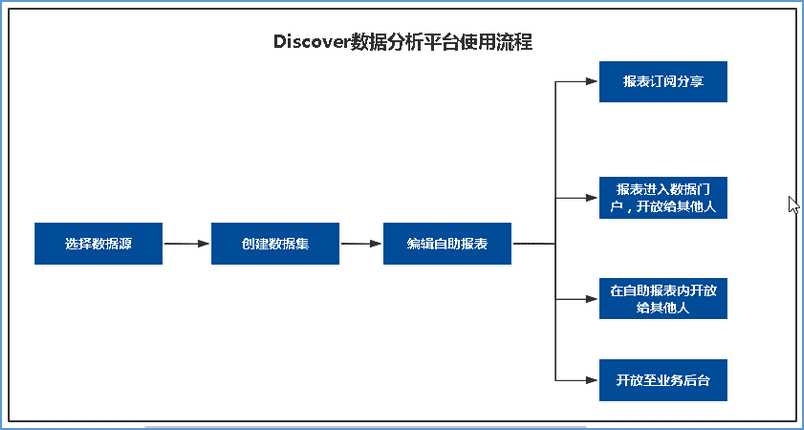 Discover数据分析平台使用流程
报表订阅分享
报表进入数据门
户，开放给其他人
选择数据源
创建数据集
编辑自助报表
在自助报表内开放
给其他人
开放至业务后台